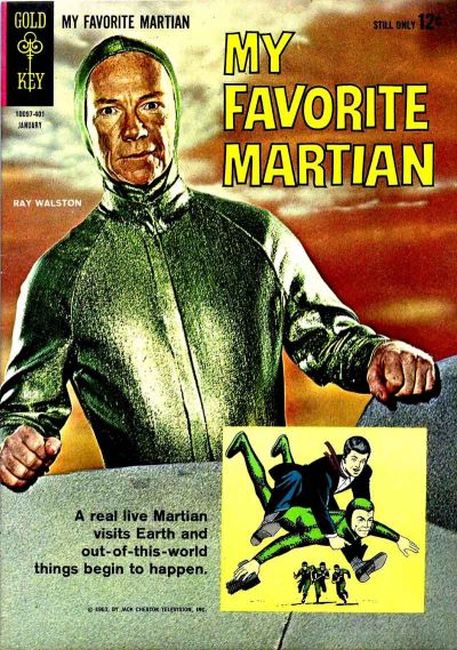 GOLD
KEY
MY FAVORITE MARTIAN
STILL ONLY 12¢
10097-401
JANUARY
MY
FAVORITE
MARTIAN
RAY WALSTON
A real live Martian
visits Earth and
out-of-this-world
things begin to happen.
© 1963, BY JACK CHERTOK TELEVISION, INC.